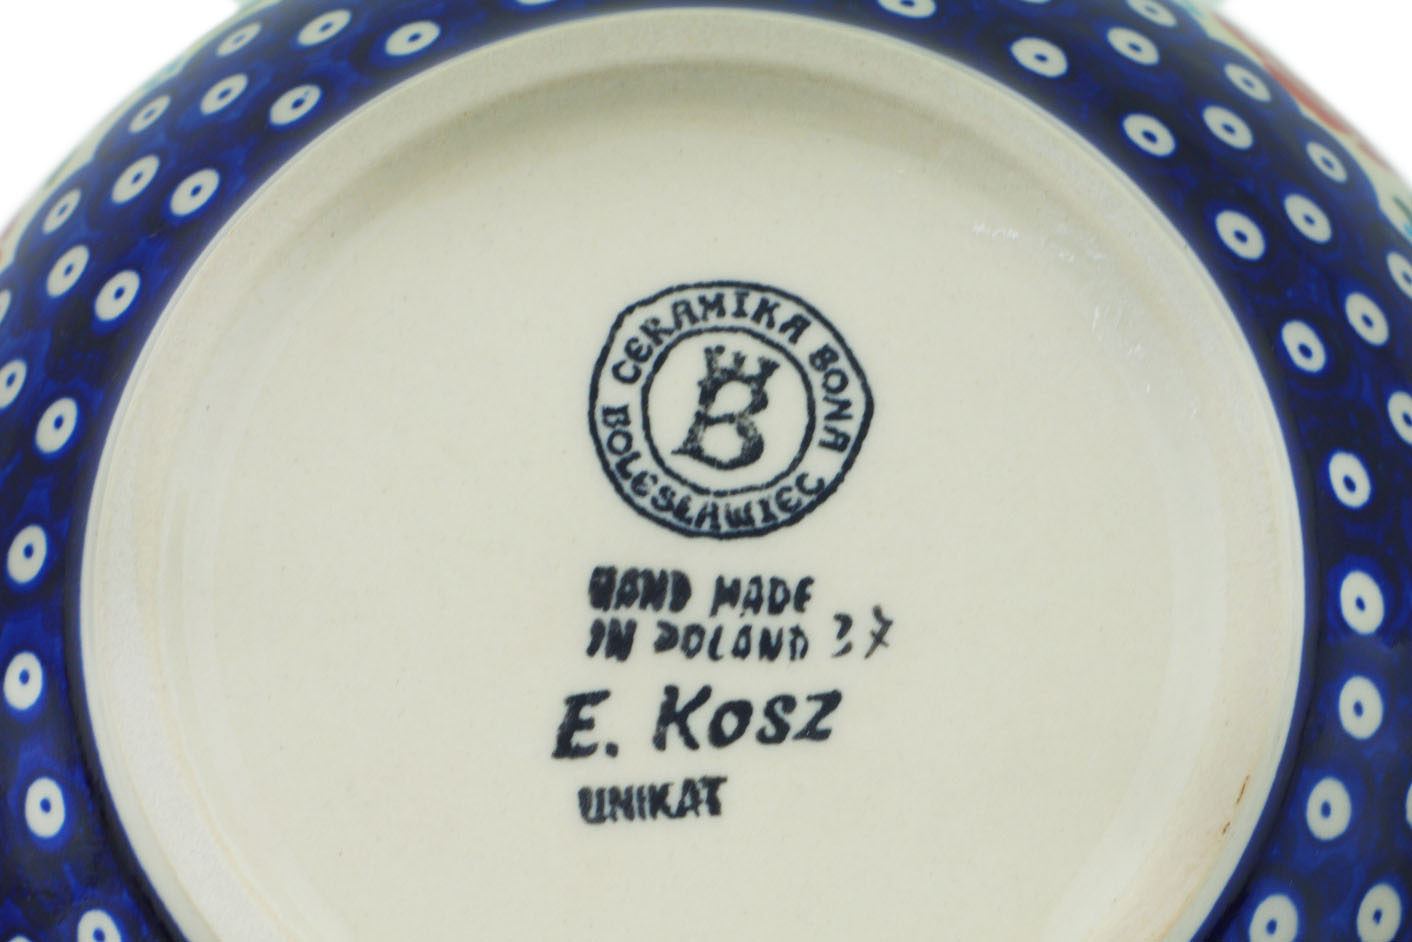 CERAMIKA BONA
BOLESŁAWIEC
B
HAND MADE
IN POLAND 37
E. KOSZ
UNIKAT